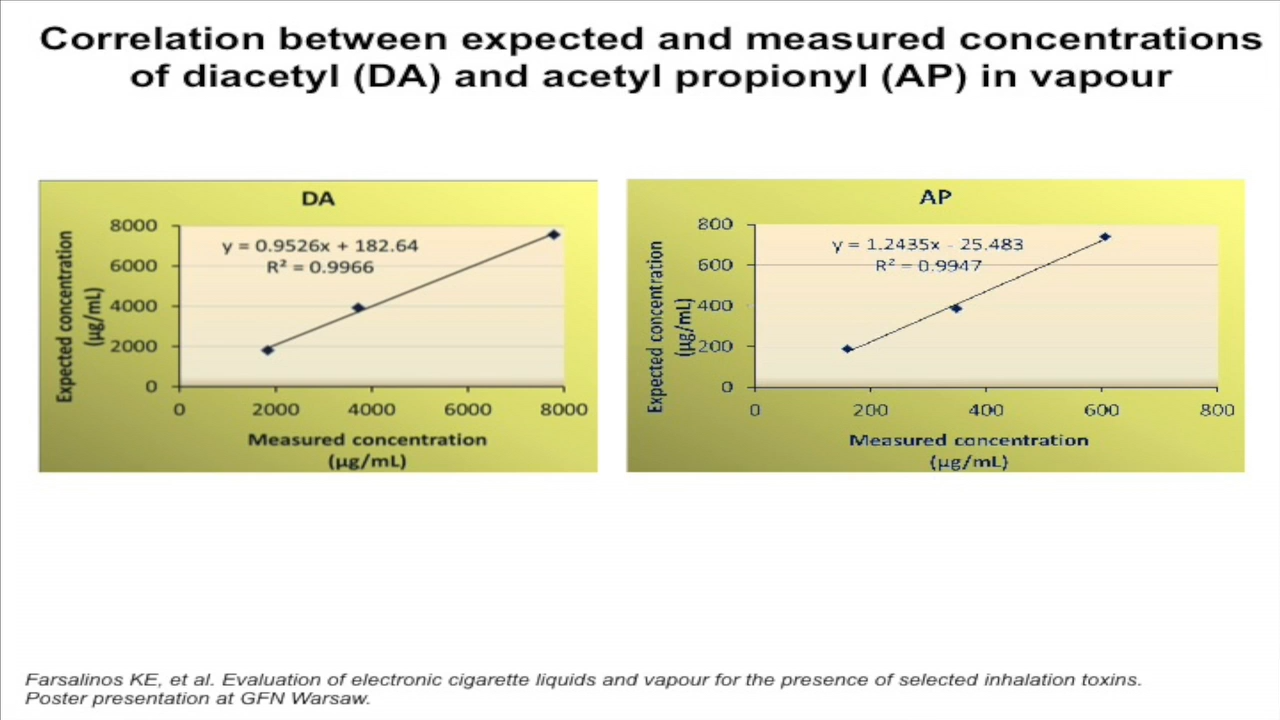 Correlation between expected and measured concentrations
of diacetyl (DA) and acetyl propionyl (AP) in vapour
DA
y = 0.9526x + 182.64
R² = 0.9966
8000
6000
4000
2000
0
0 2000 4000 6000 8000
Expected concentration
(µg/mL)
Measured concentration
(µg/mL)
AP
y = 1.2435x - 25.483
R² = 0.9947
800
600
400
200
0
0 200 400 600 800
Expected concentration
(µg/mL)
Measured concentration
(µg/mL)
Farsalinos KE, et al. Evaluation of electronic cigarette liquids and vapour for the presence of selected inhalation toxins.
Poster presentation at GFN Warsaw.